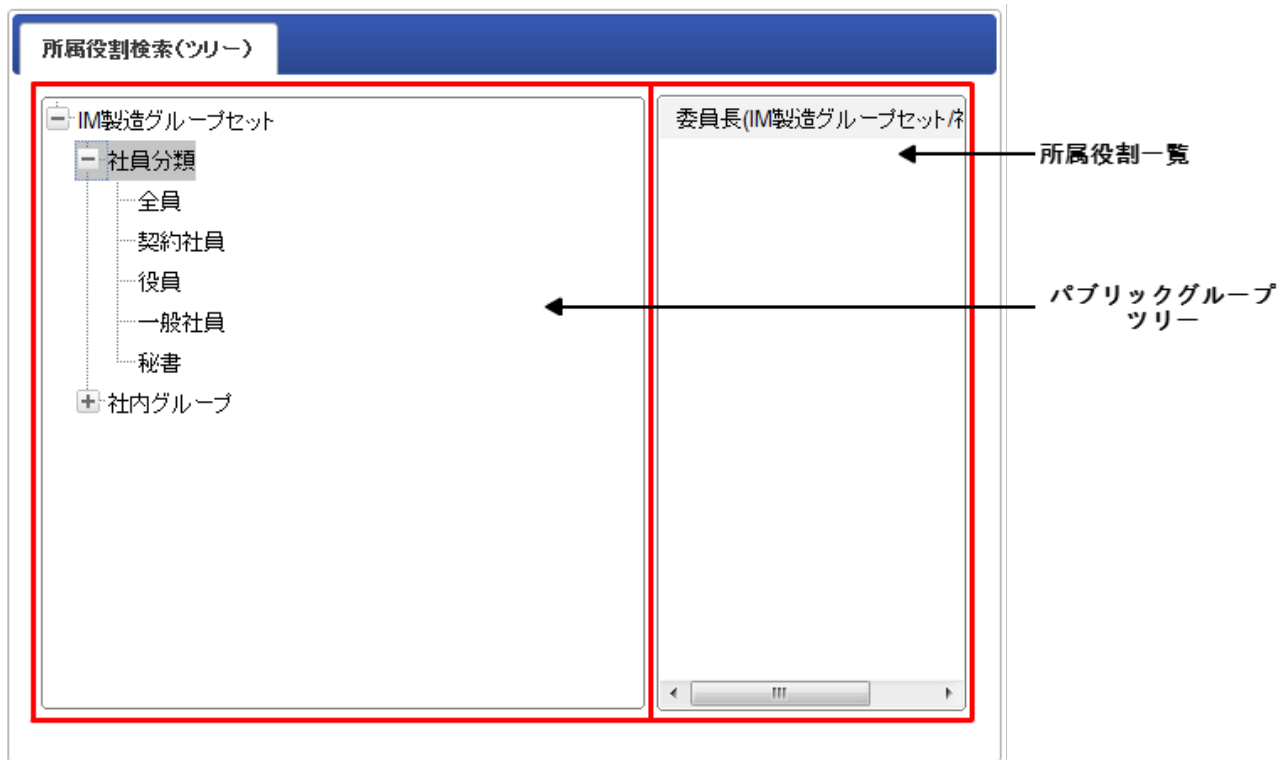 所属役割検索(ツリー)
IM製造グループセット
社員分類
全員
契約社員
役員
一般社員
秘書
社内グループ
委員長(IM製造グループセット/
所属役割一覧
パブリックグループ
ツリー